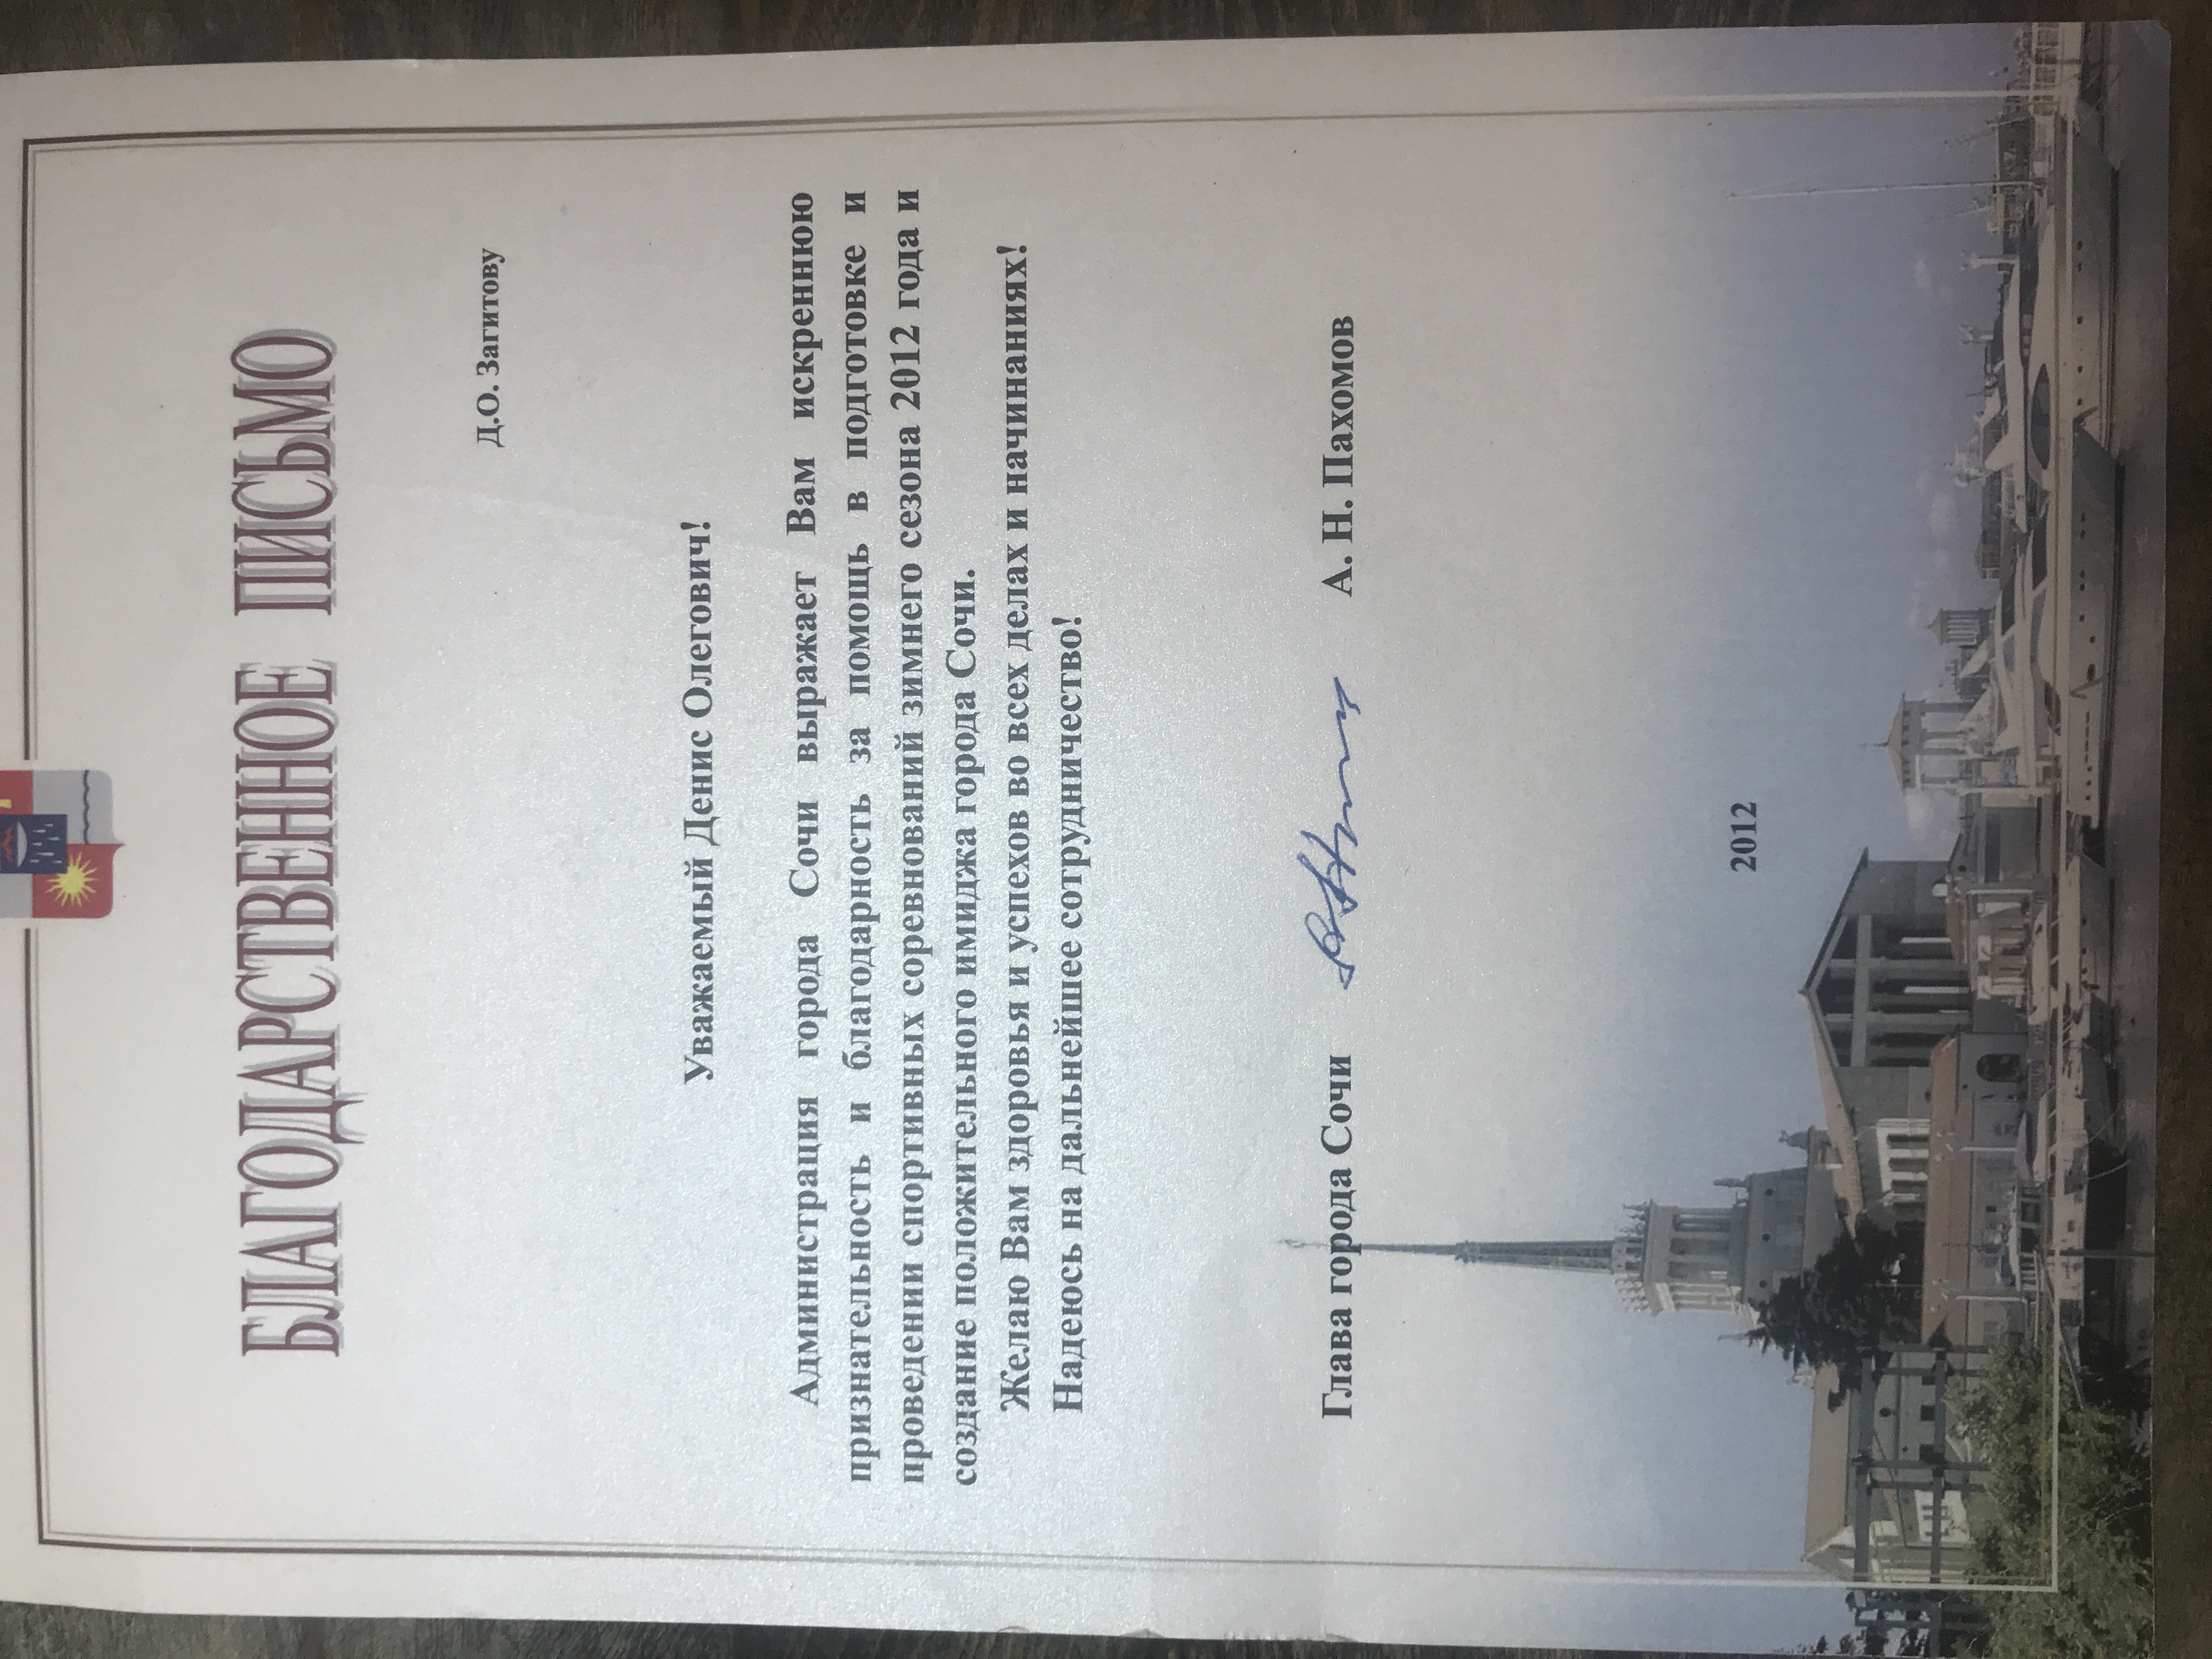 БЛАГОДАРСТВЕННОЕ ПИСЬМО
Д.О. Загитову
Уважаемый Денис Олегович!
Администрация города Сочи выражает Вам искреннюю
признательность и благодарность за помощь в подготовке и
проведении спортивных соревнований зимнего сезона 2012 года и
создание положительного имиджа города Сочи.
Желаю Вам здоровья и успехов во всех делах и начинаниях!
Надеюсь на дальнейшее сотрудничество!
Глава города Сочи А. Н. Пахомов
2012